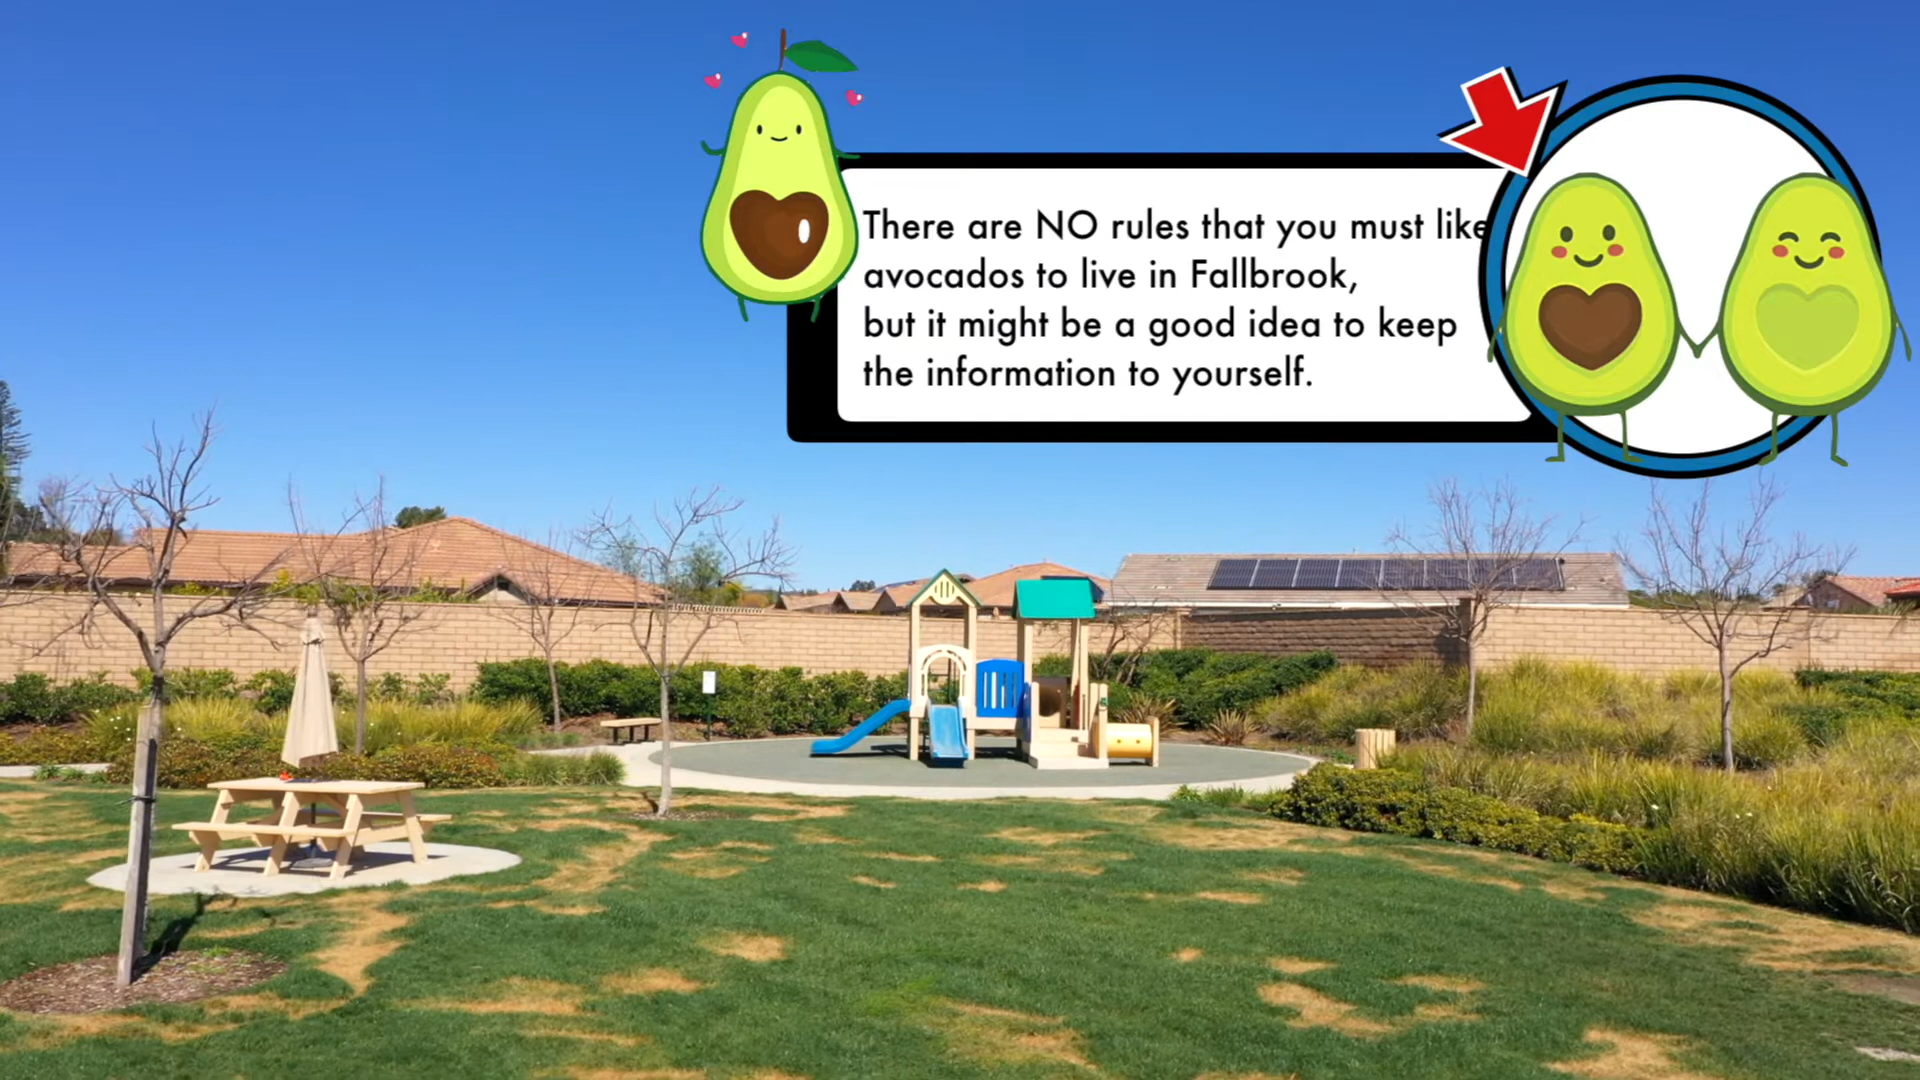 There are NO rules that you must like
avocados to live in Fallbrook,
but it might be a good idea to keep
the information to yourself.